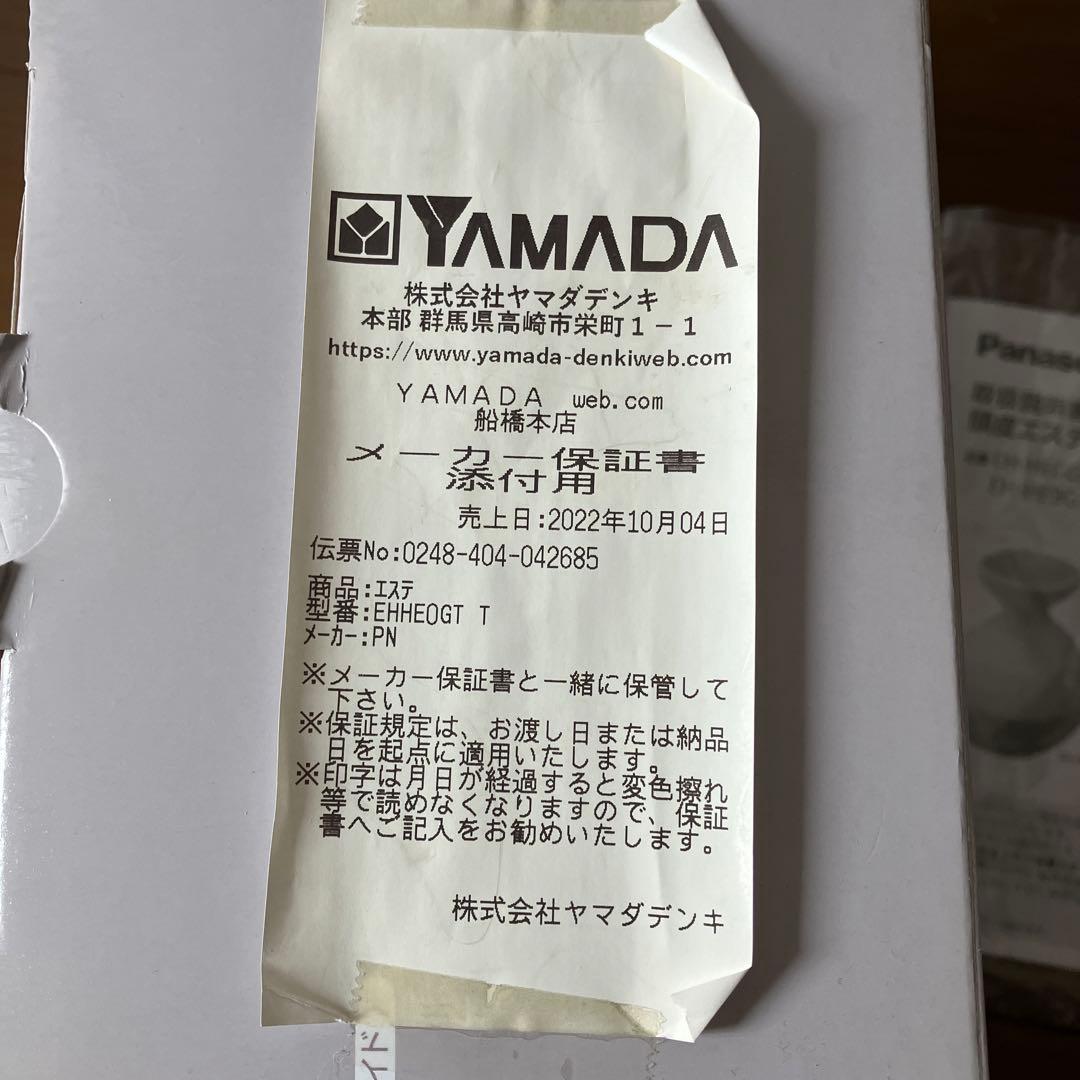 YAMADA
株式会社ヤマダデンキ
本部 群馬県高崎市栄町1-1
https://www.yamada-denkiweb.com
YAMADA web.com
船橋本店
メーカー保証書
添付用
売上日:2022年10月04日
伝票No:0248-404-042685
商品:エステ
型番:EHHE0GT T
メーカー:PN
※メーカー保証書と一緒に保管して
下さい。
※保証規定は、お渡し日または納品
日を起点に適用いたします。
※印字は月日が経過すると変色擦れ
等で読めなくなりますので、保証
書へご記入をお勧めいたします。
株式会社ヤマダデンキ
イド
Panaso